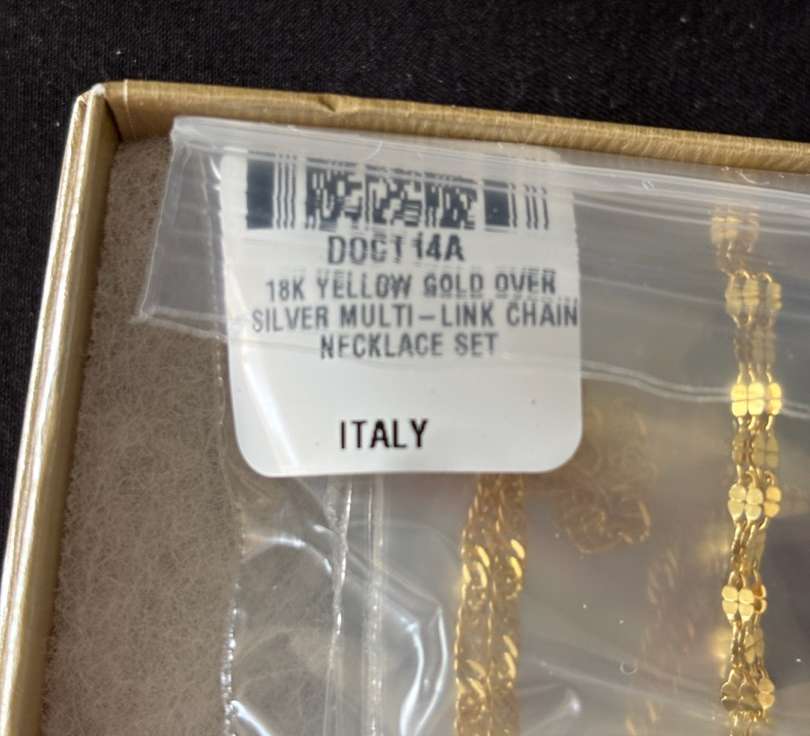 DOCT14A
18K YELLOW GOLD OVER
SILVER MULTI-LINK CHAIN
NECKLACE SET
ITALY